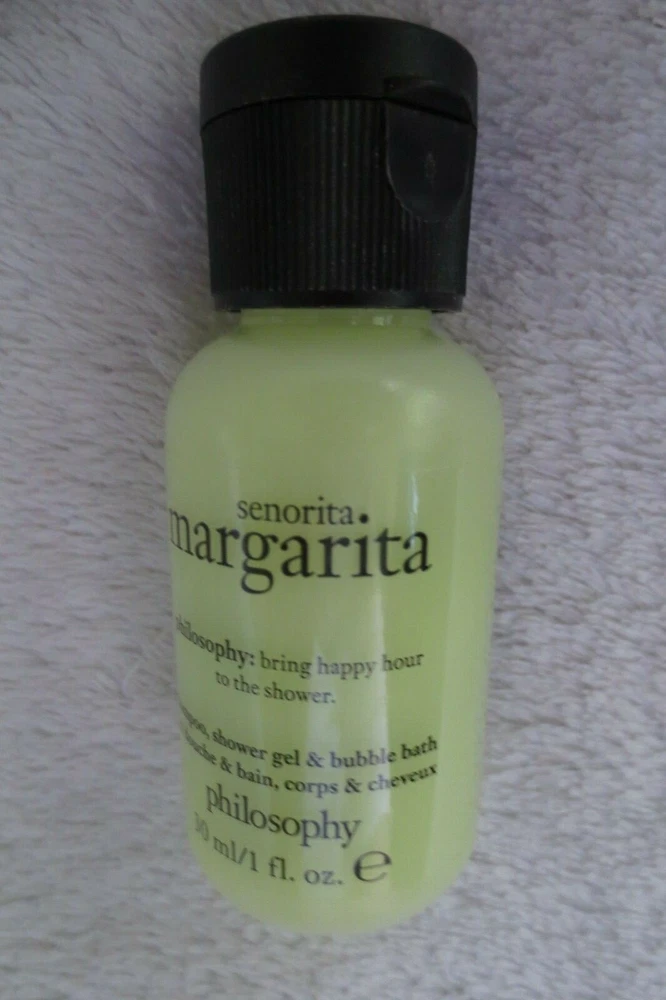 senorita
margarita
philosophy: bring happy hour
to the shower.
shower gel & bubble bath
douche & bain, corps & cheveux
philosophy
ml/1 fl. oz. e